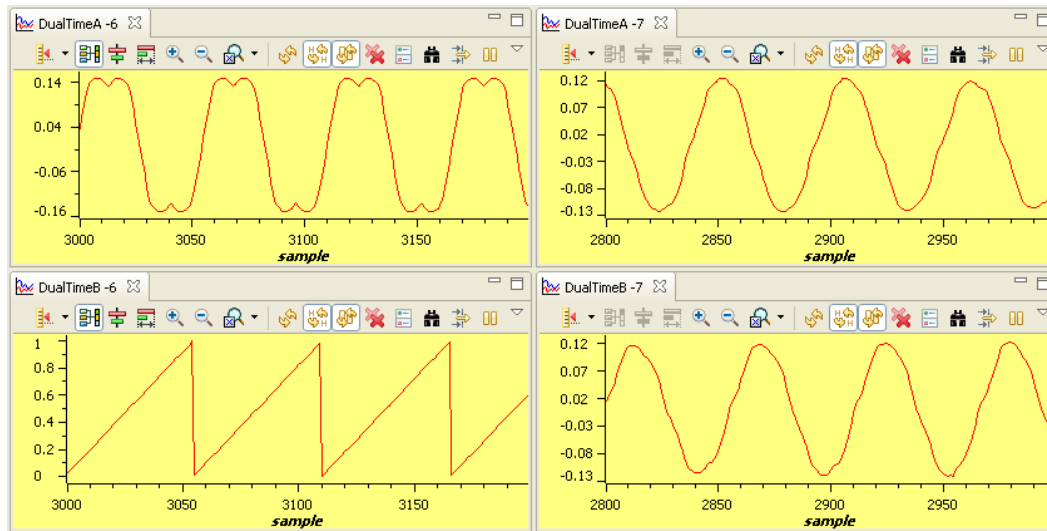 DualTimeA -6
0.14
0.04
-0.06
-0.16
3000 3050 3100 3150
sample
DualTimeA -7
0.12
0.07
0.02
-0.03
-0.08
-0.13
2800 2850 2900 2950
sample
DualTimeB -6
1
0.8
0.6
0.4
0.2
0
3000 3050 3100 3150
sample
DualTimeB -7
0.12
0.07
0.02
-0.03
-0.08
-0.13
2800 2850 2900 2950
sample